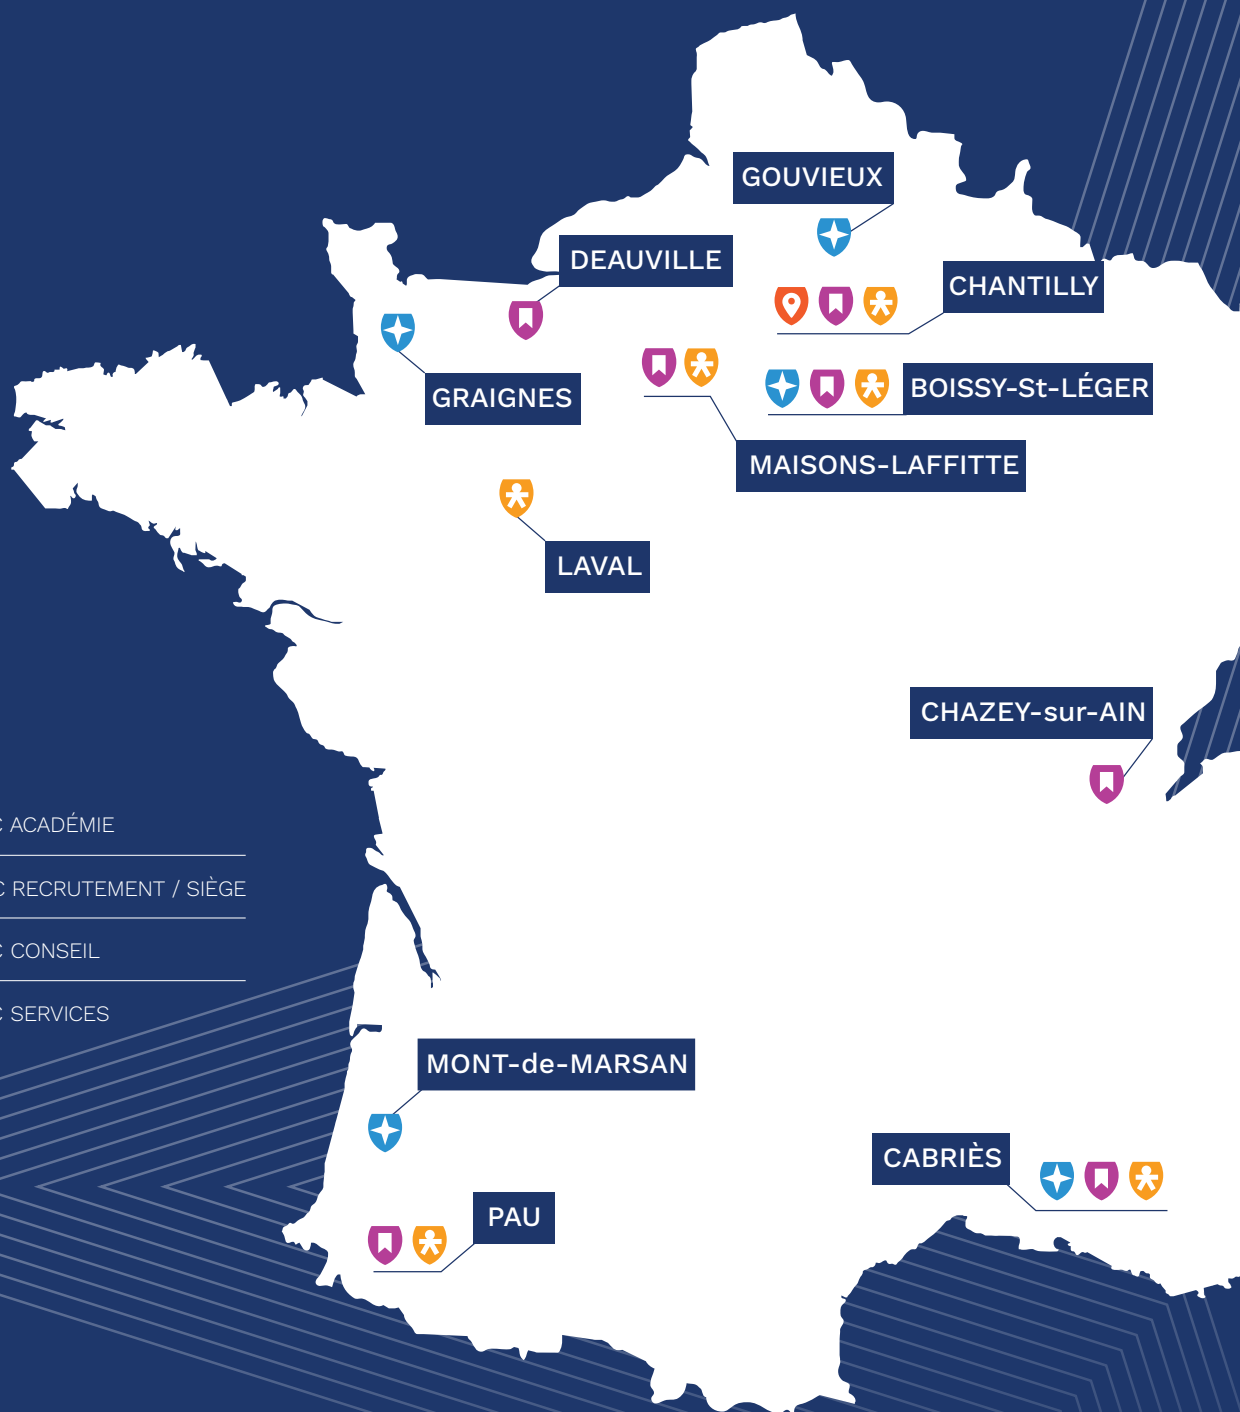 GOUVIEUX
DEAUVILLE
CHANTILLY
GRAIGNES
BOISSY-St-LÉGER
MAISONS-LAFFITTE
LAVAL
CHAZEY-sur-AIN
C ACADÉMIE
C RECRUTEMENT / SIÈGE
C CONSEIL
C SERVICES
MONT-de-MARSAN
CABRIÈS
PAU